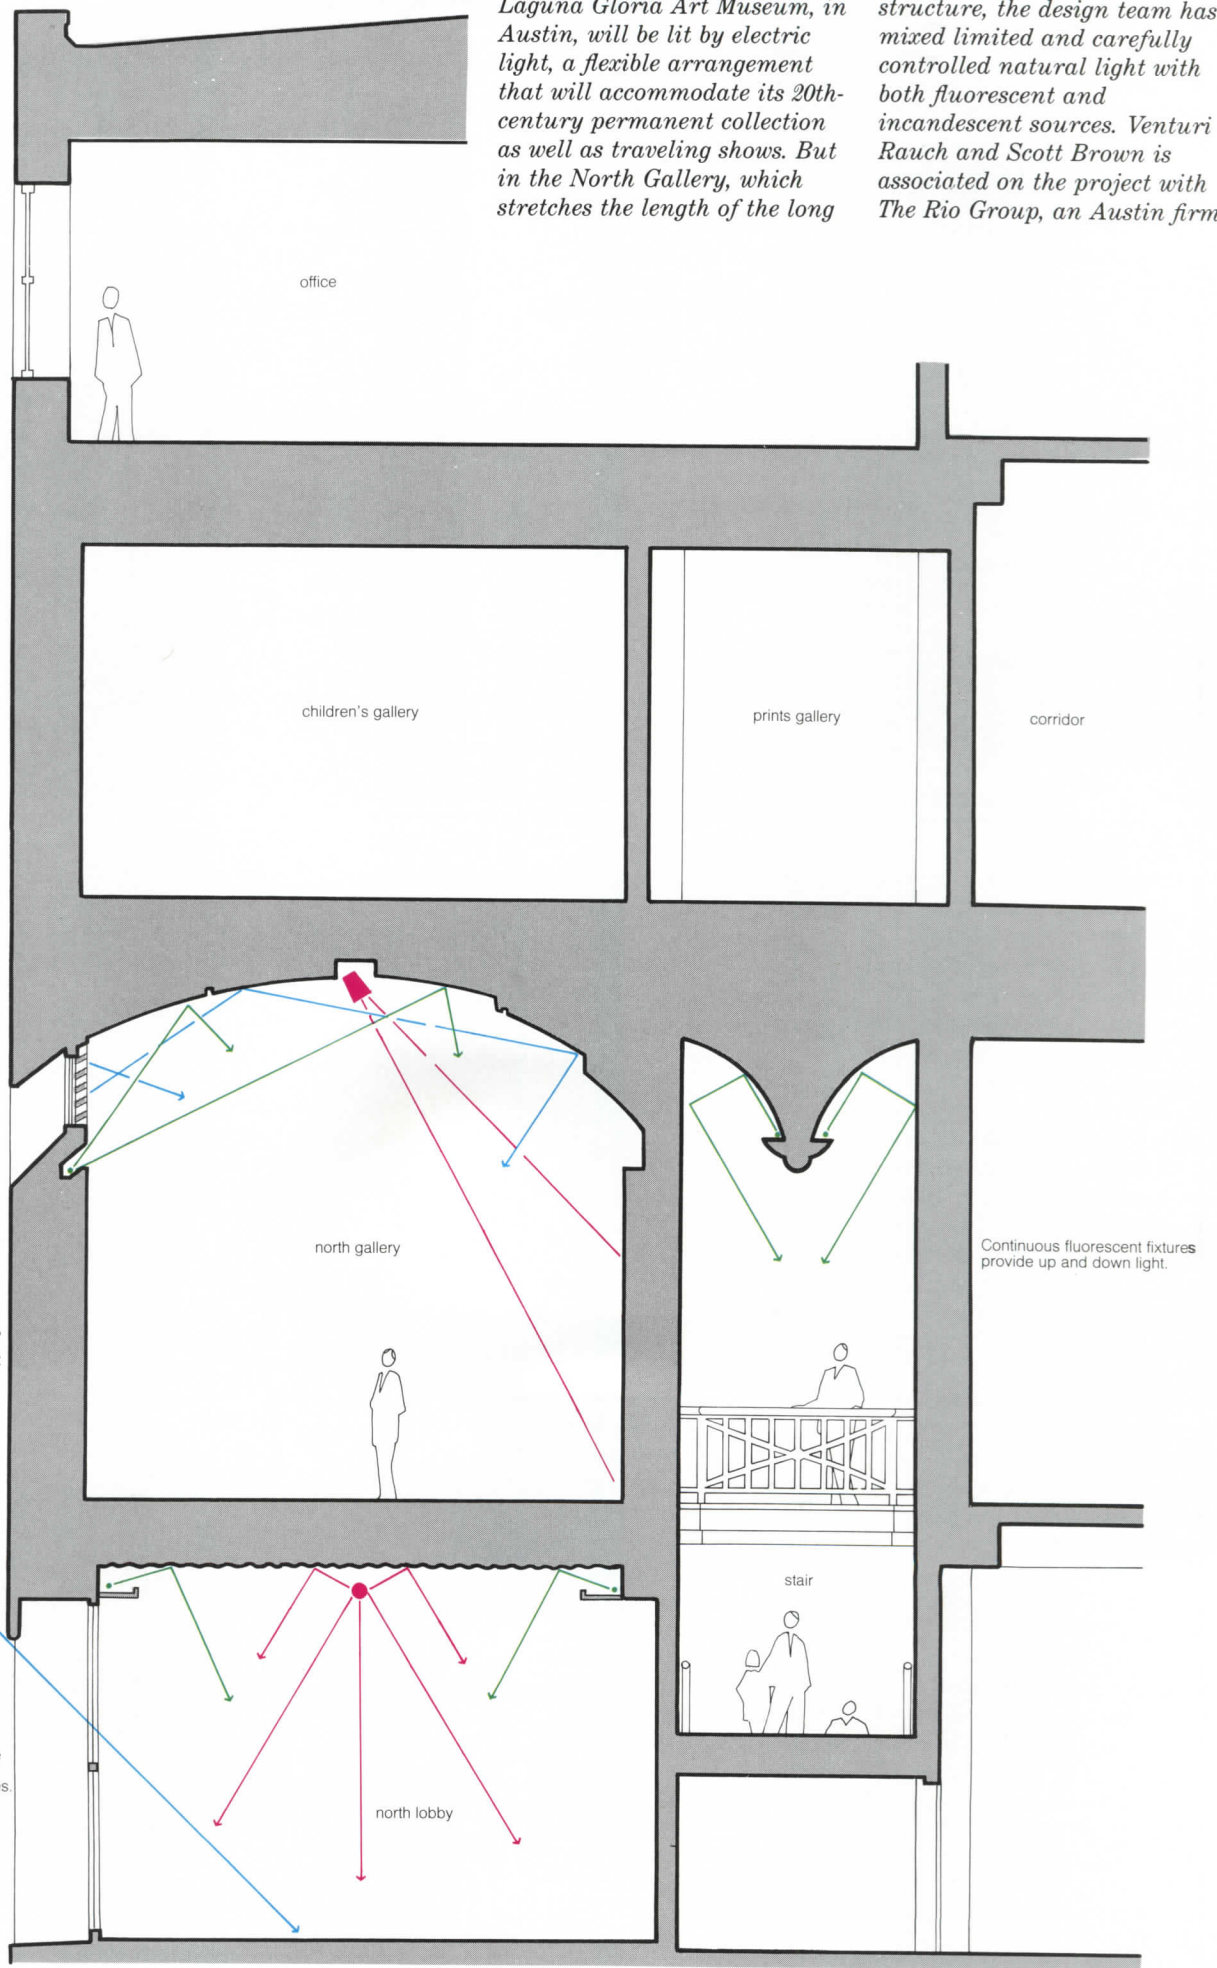 Laguna Gloria Art Museum, in
Austin, will be lit by electric
light, a flexible arrangement
that will accommodate its 20th-
century permanent collection
as well as traveling shows. But
in the North Gallery, which
stretches the length of the long
structure, the design team has
mixed limited and carefully
controlled natural light with
both fluorescent and
incandescent sources. Venturi
Rauch and Scott Brown is
associated on the project with
The Rio Group, an Austin firm
office
children's gallery
prints gallery
corridor
north gallery
Continuous fluorescent fixtures
provide up and down light.
stair
north lobby